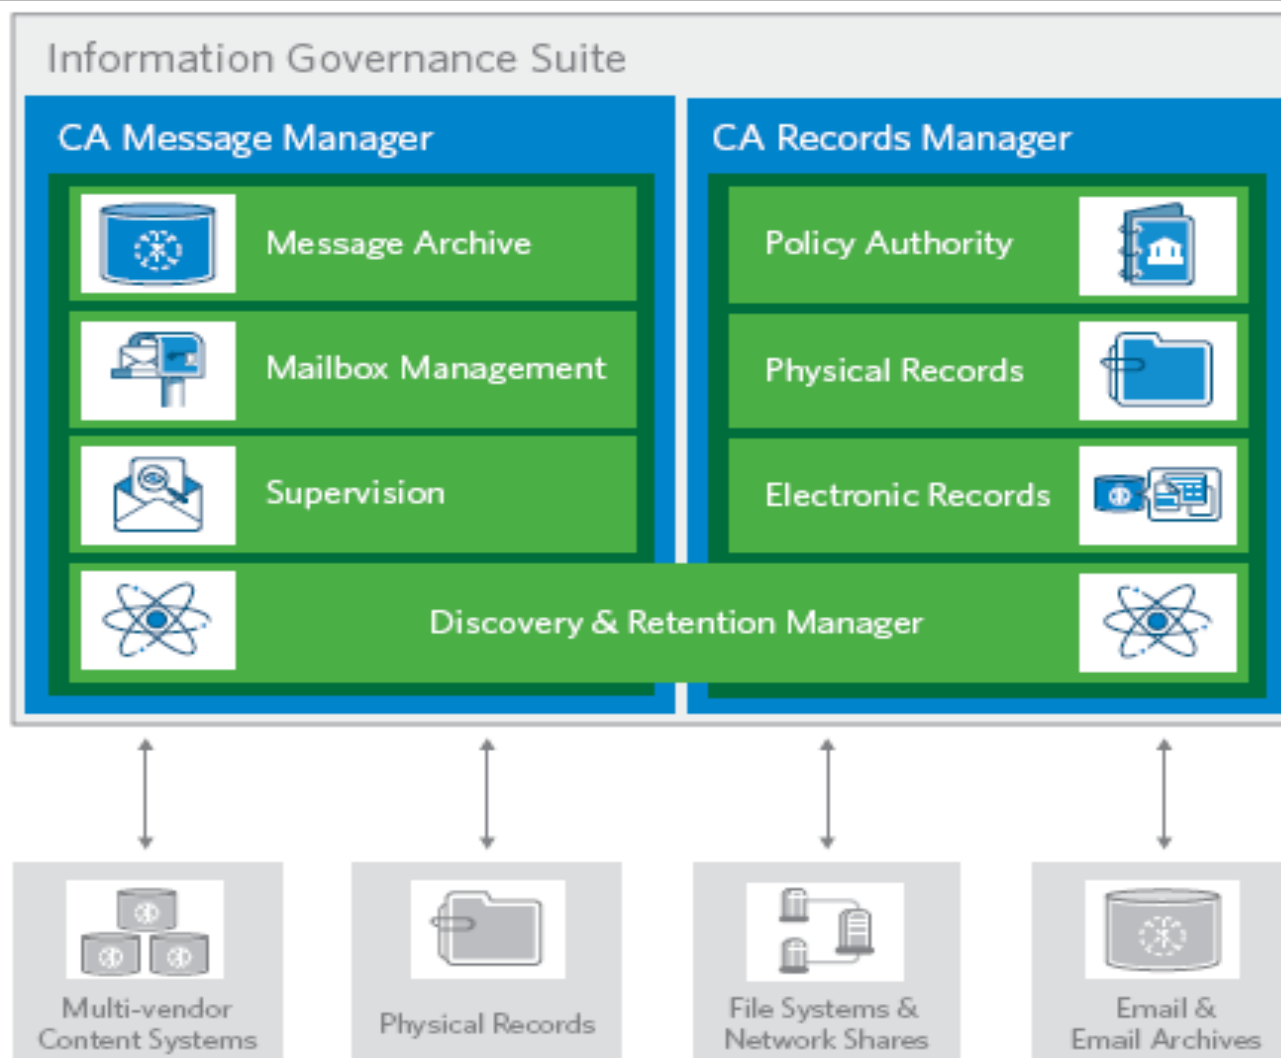 Information Governance Suite
CA Message Manager
Message Archive
Mailbox Management
Supervision
CA Records Manager
Policy Authority
Physical Records
Electronic Records
Discovery & Retention Manager
Multi-vendor
Content Systems
Physical Records
File Systems &
Network Shares
Email &
Email Archives